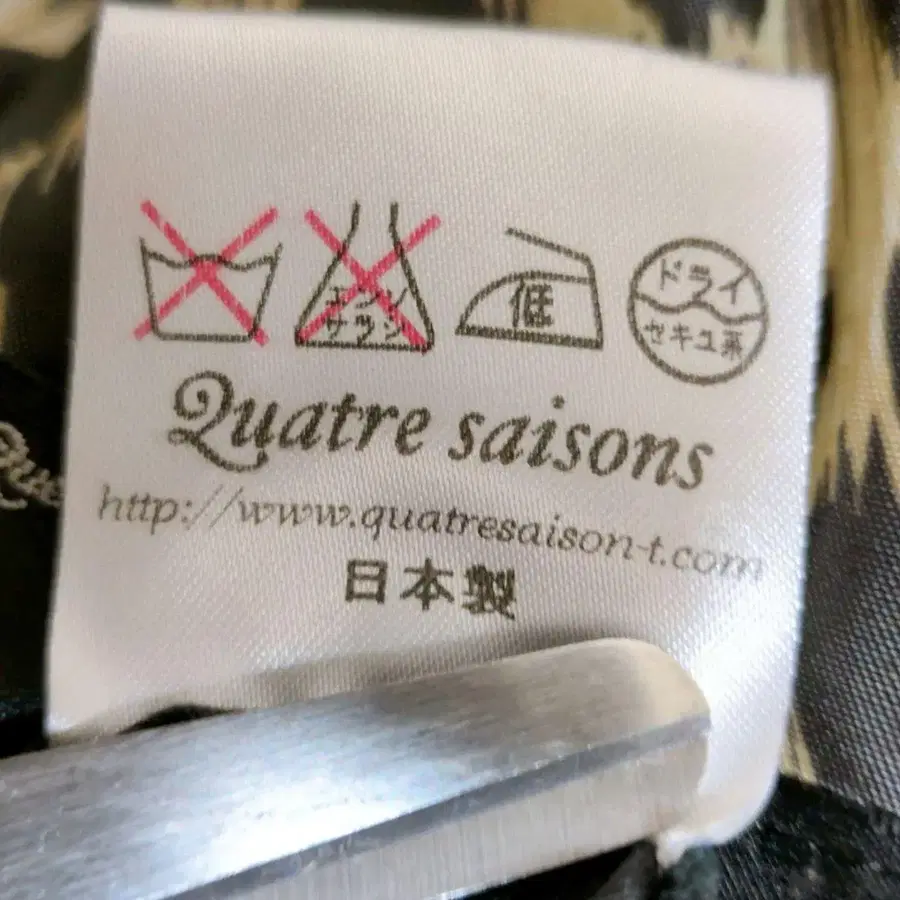 エンソ
サラシ
低
ドライ
セキユ系
Quatre saisons
http://www.quatresaison-t.com
日本製
Qua